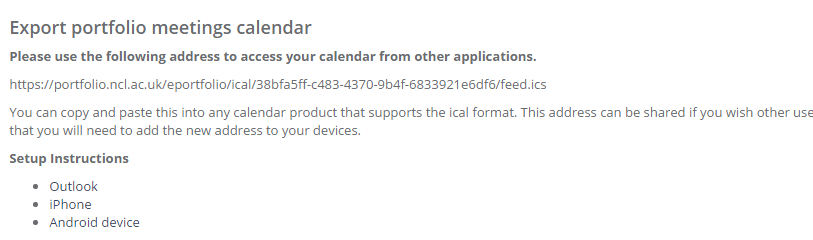 Export portfolio meetings calendar
Please use the following address to access your calendar from other applications.
https://portfolio.ncl.ac.uk/eportfolio/ical/38bfa5ff-c483-4370-9b4f-6833921e6df6/feed.ics
You can copy and paste this into any calendar product that supports the ical format. This address can be shared if you wish other use
that you will need to add the new address to your devices.
Setup Instructions
Outlook
iPhone
Android device